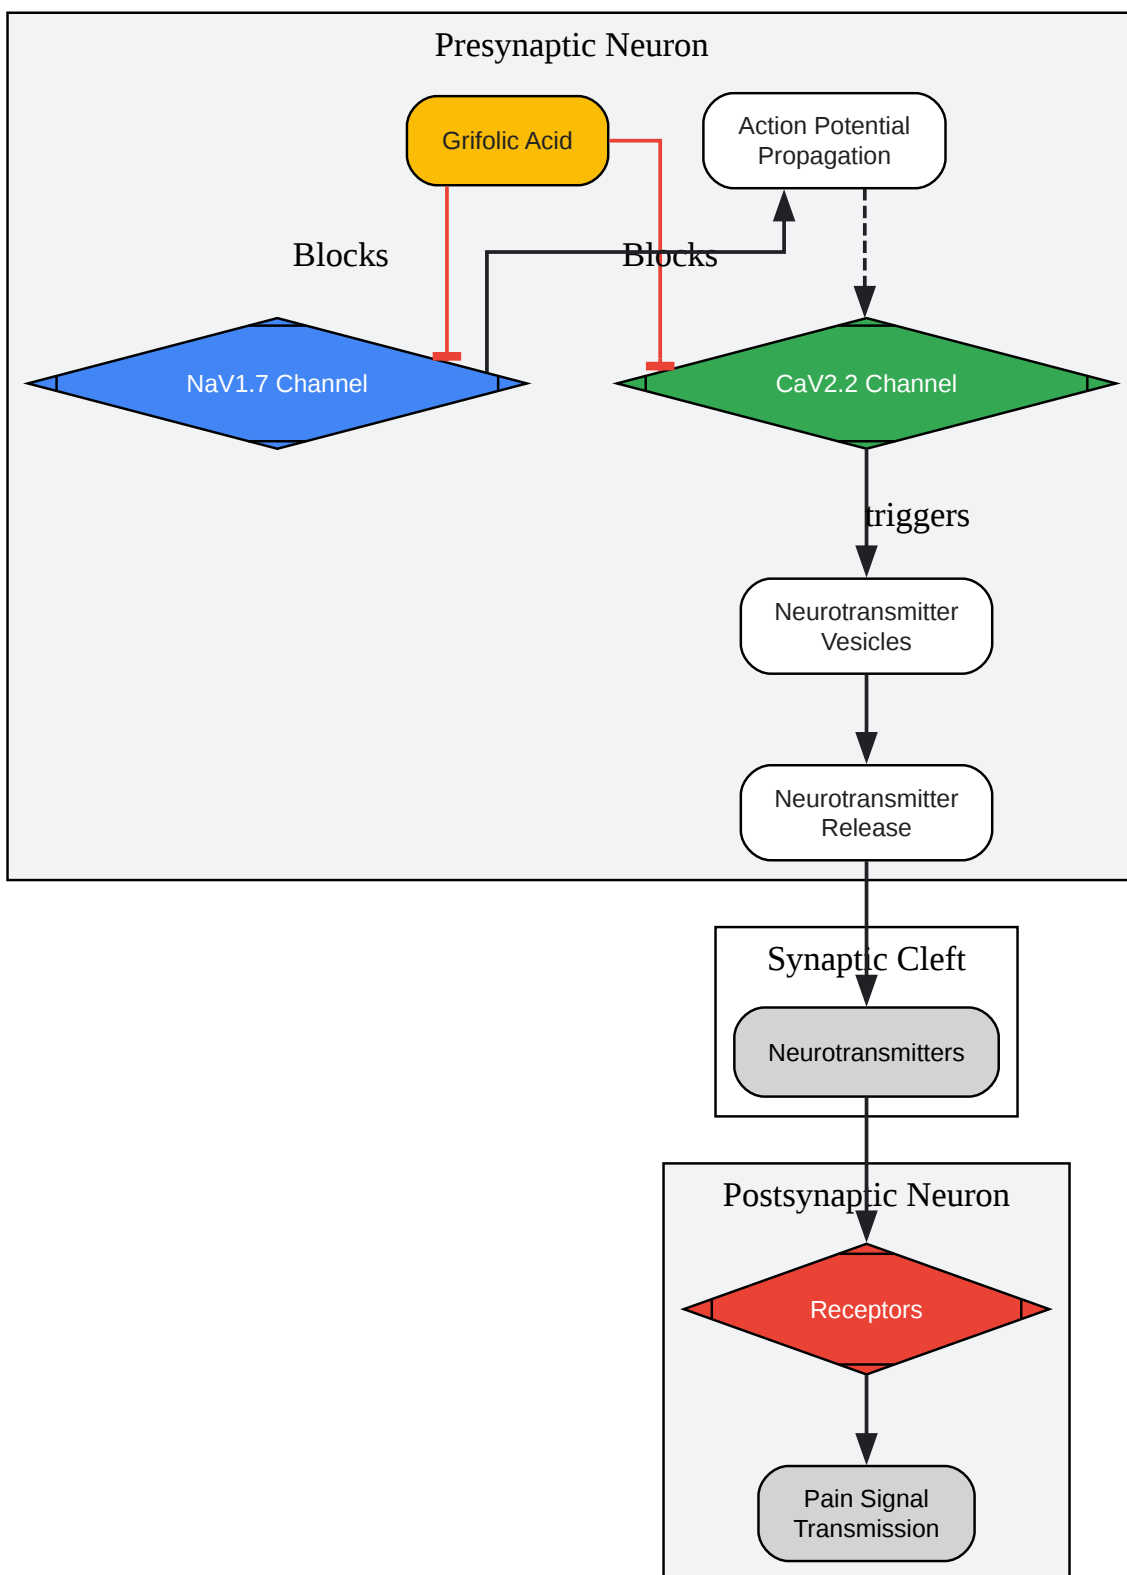 Presynaptic Neuron
Grifolic Acid
Action Potential
Propagation
Blocks
Blocks
NaV1.7 Channel
CaV2.2 Channel
triggers
Neurotransmitter
Vesicles
Neurotransmitter
Release
Synaptic Cleft
Neurotransmitters
Postsynaptic Neuron
Receptors
Pain Signal
Transmission